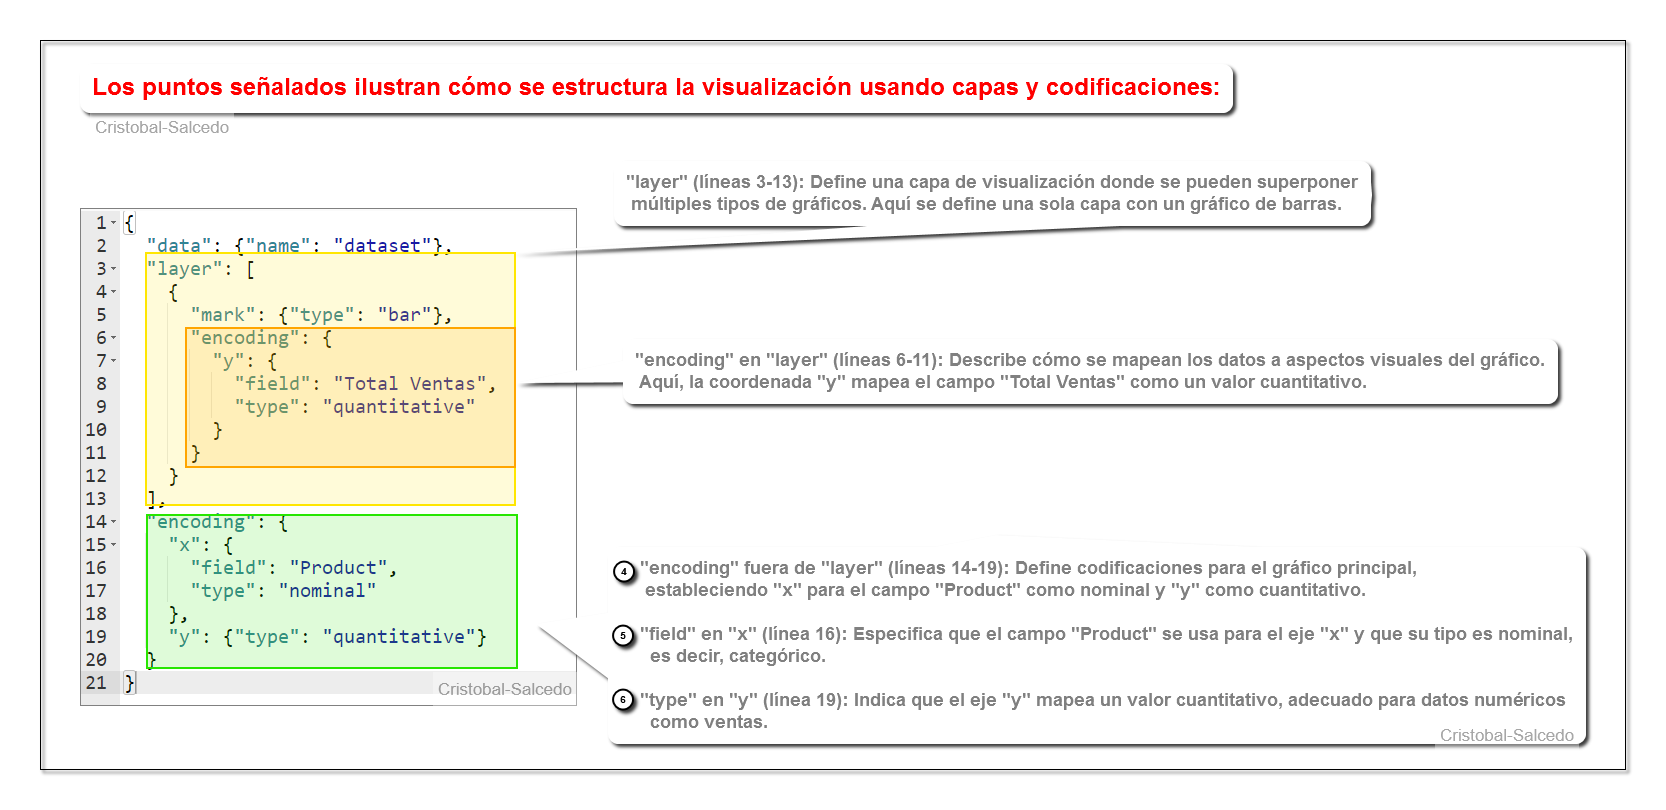 Los puntos señalados ilustran cómo se estructura la visualización usando capas y codificaciones:
Cristobal-Salcedo
"layer" (líneas 3-13): Define una capa de visualización donde se pueden superponer
múltiples tipos de gráficos. Aquí se define una sola capa con un gráfico de barras.
1 {
2 "data": {"name": "dataset"},
3 "layer": [
4 {
5 "mark": {"type": "bar"},
6 "encoding": {
7 "y": {
8 "field": "Total Ventas",
9 "type": "quantitative"
10 }
11 }
12 }
13 ],
14 "encoding": {
15 "x": {
16 "field": "Product",
17 "type": "nominal"
18 },
19 "y": {"type": "quantitative"}
20 }
21 }
Cristobal-Salcedo
"encoding" en "layer" (líneas 6-11): Describe cómo se mapean los datos a aspectos visuales del gráfico.
Aquí, la coordenada "y" mapea el campo "Total Ventas" como un valor cuantitativo.
4 "encoding" fuera de "layer" (líneas 14-19): Define codificaciones para el gráfico principal,
estableciendo "x" para el campo "Product" como nominal y "y" como cuantitativo.
5 "field" en "x" (línea 16): Especifica que el campo "Product" se usa para el eje "x" y que su tipo es nominal,
es decir, categórico.
6 "type" en "y" (línea 19): Indica que el eje "y" mapea un valor cuantitativo, adecuado para datos numéricos
como ventas.
Cristobal-Salcedo